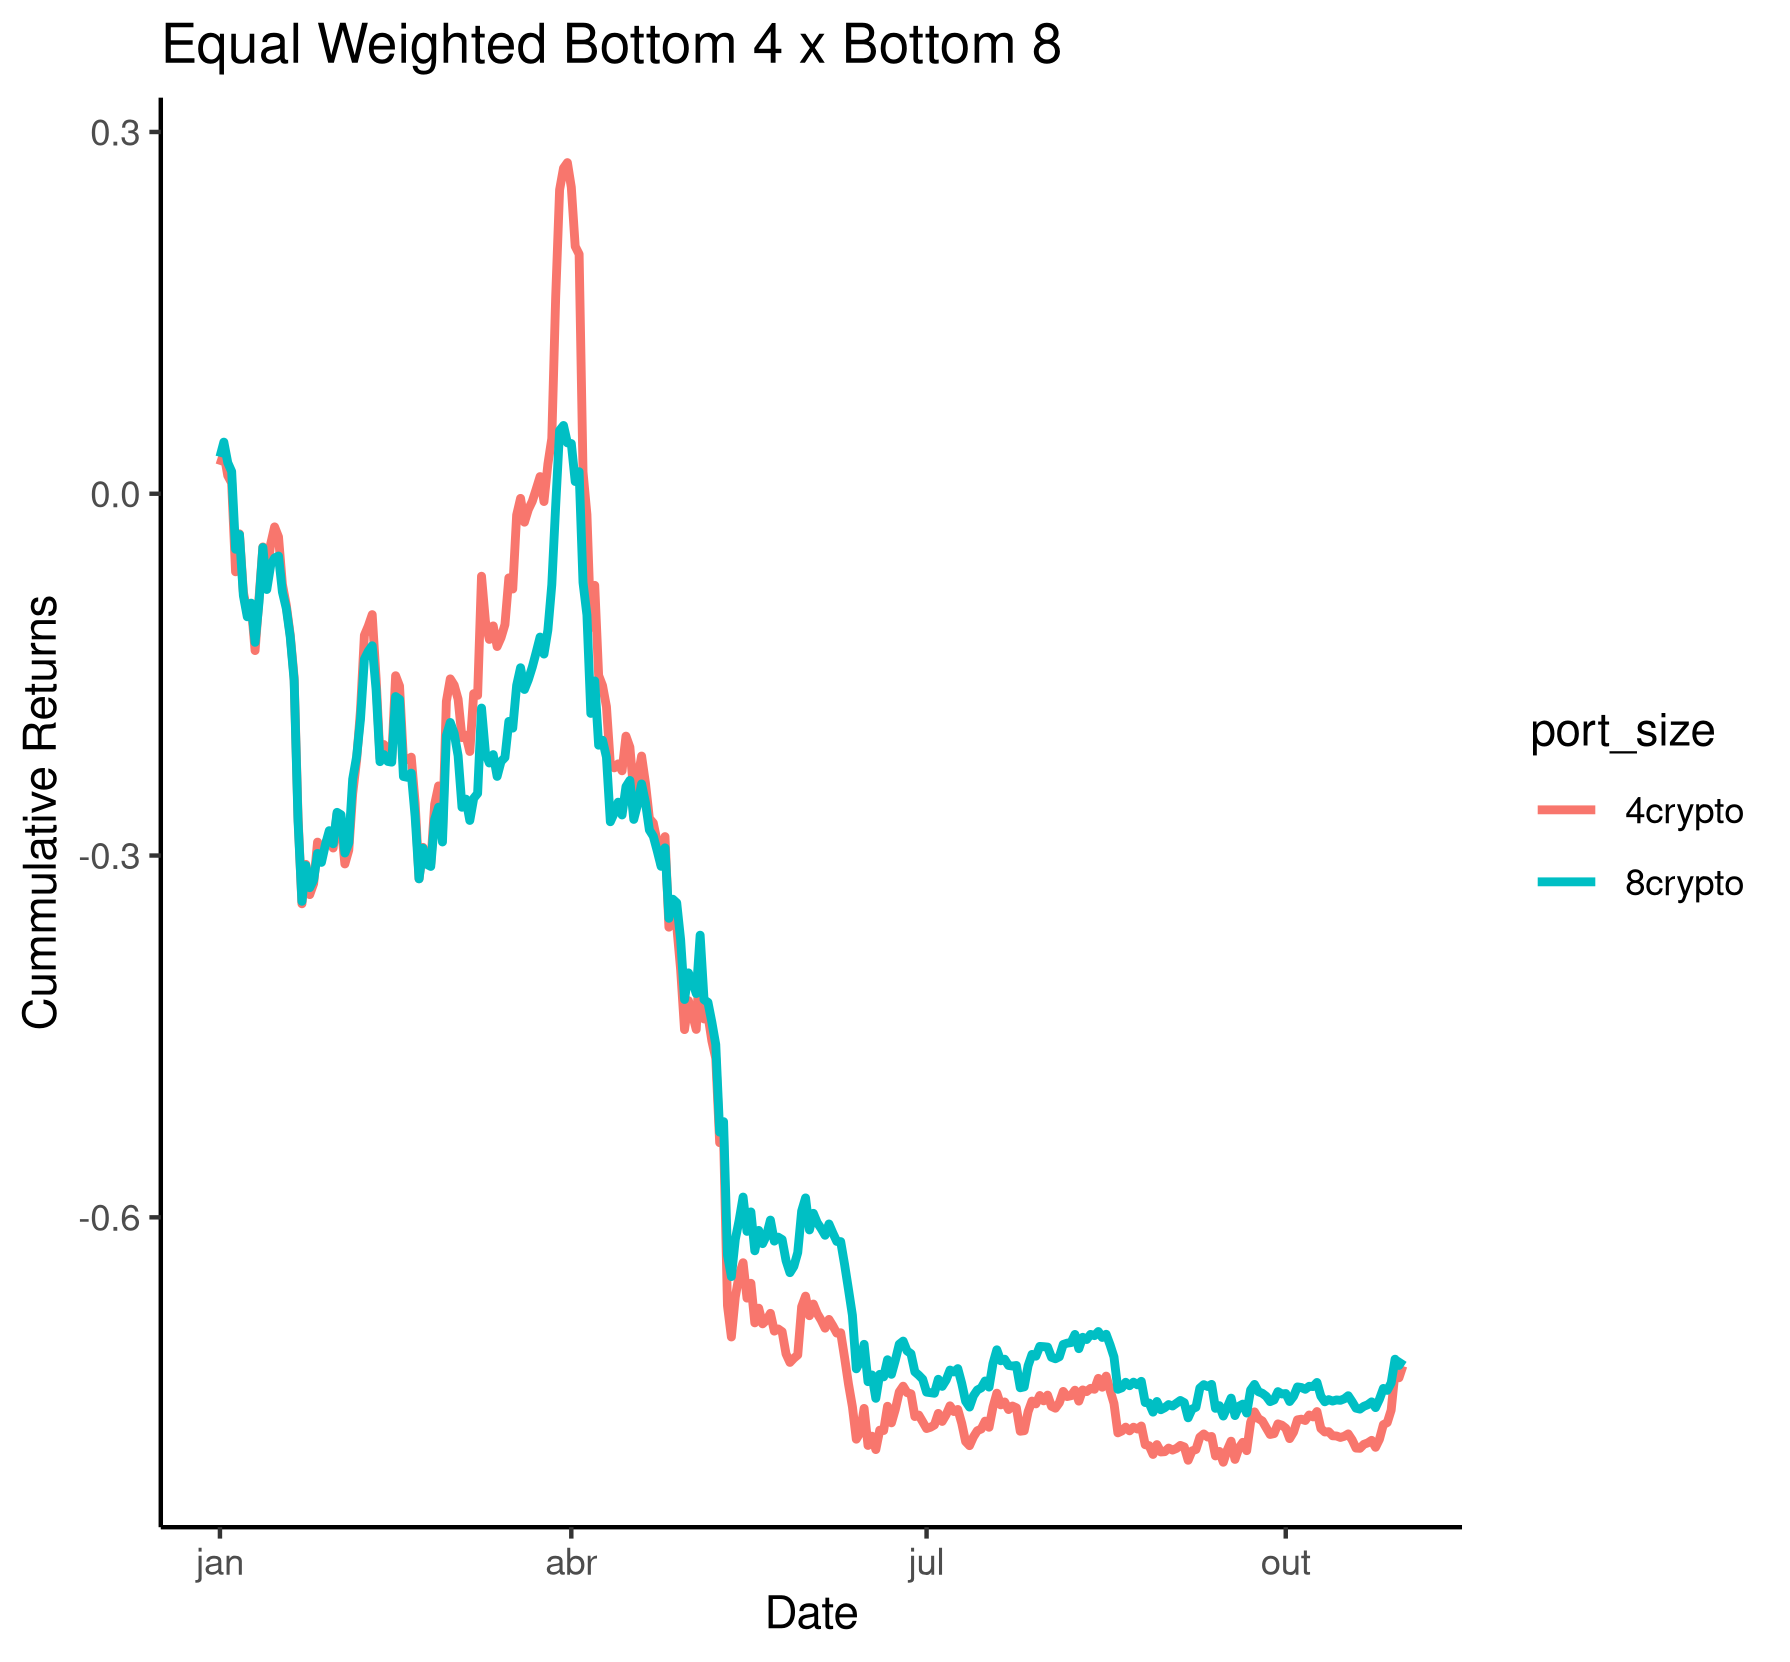 Equal Weighted Bottom 4 x Bottom 8
0.3
0.0
-0.3
-0.6
Cummulative Returns
jan
abr
jul
out
Date
port_size
4crypto
8crypto